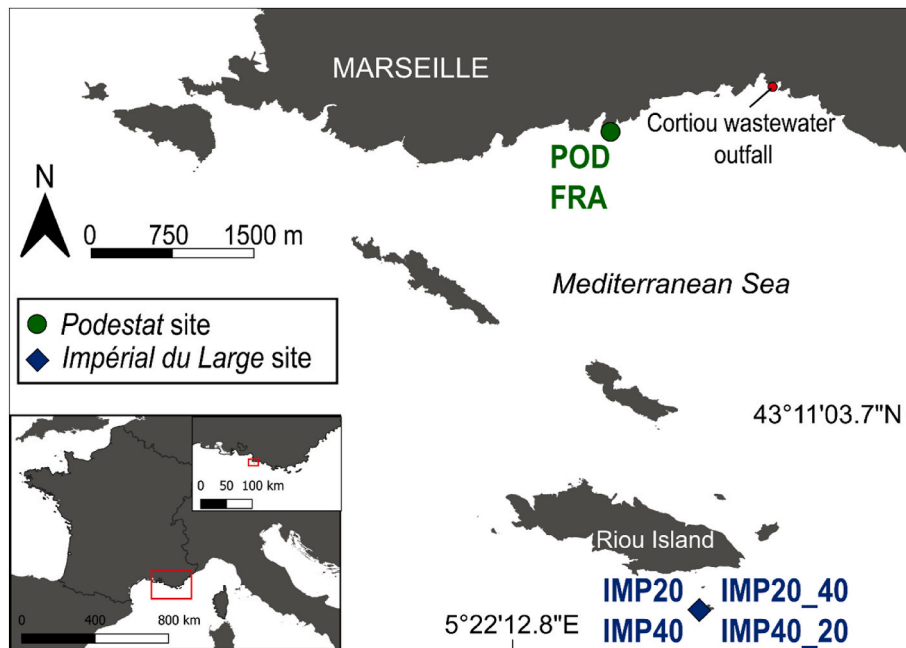 MARSEILLE
Cortiou wastewater
outfall
POD
FRA
N
0 750 1500 m
Mediterranean Sea
Podestat site
Impérial du Large site
43°11'03.7"N
0 50 100 km
Riou Island
IMP20 IMP20_40
5°22'12.8"E
IMP40 IMP40_20
0 400 800 km